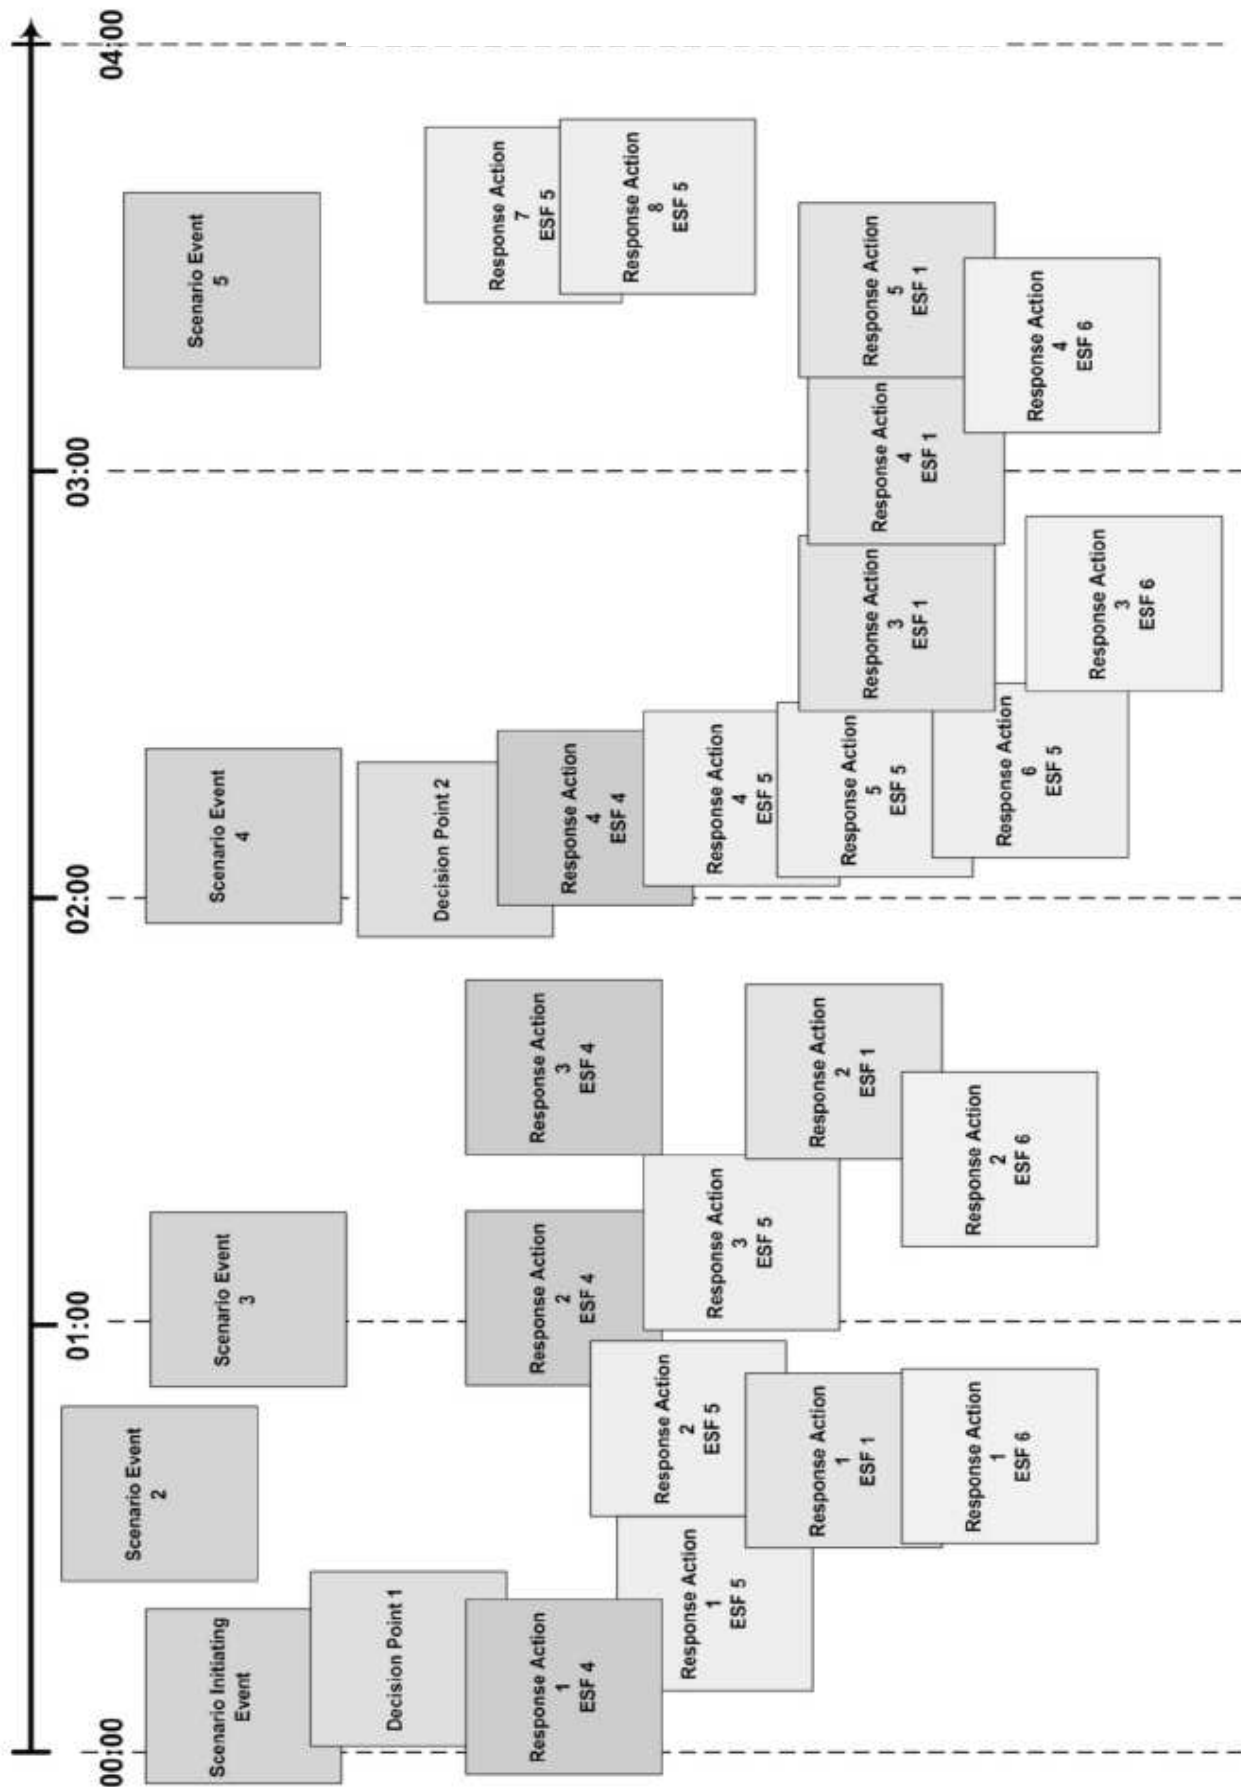 00:00
01:00
02:00
03:00
04:00
Scenario Initiating
Event
Scenario Event
2
Scenario Event
3
Scenario Event
4
Scenario Event
5
Decision Point 1
Decision Point 2
Response Action
1
ESF 4
Response Action
2
ESF 4
Response Action
3
ESF 4
Response Action
4
ESF 4
Response Action
1
ESF 5
Response Action
2
ESF 5
Response Action
3
ESF 5
Response Action
4
ESF 5
Response Action
5
ESF 5
Response Action
6
ESF 5
Response Action
7
ESF 5
Response Action
8
ESF 5
Response Action
1
ESF 1
Response Action
2
ESF 1
Response Action
3
ESF 1
Response Action
4
ESF 1
Response Action
5
ESF 1
Response Action
1
ESF 6
Response Action
2
ESF 6
Response Action
3
ESF 6
Response Action
4
ESF 6